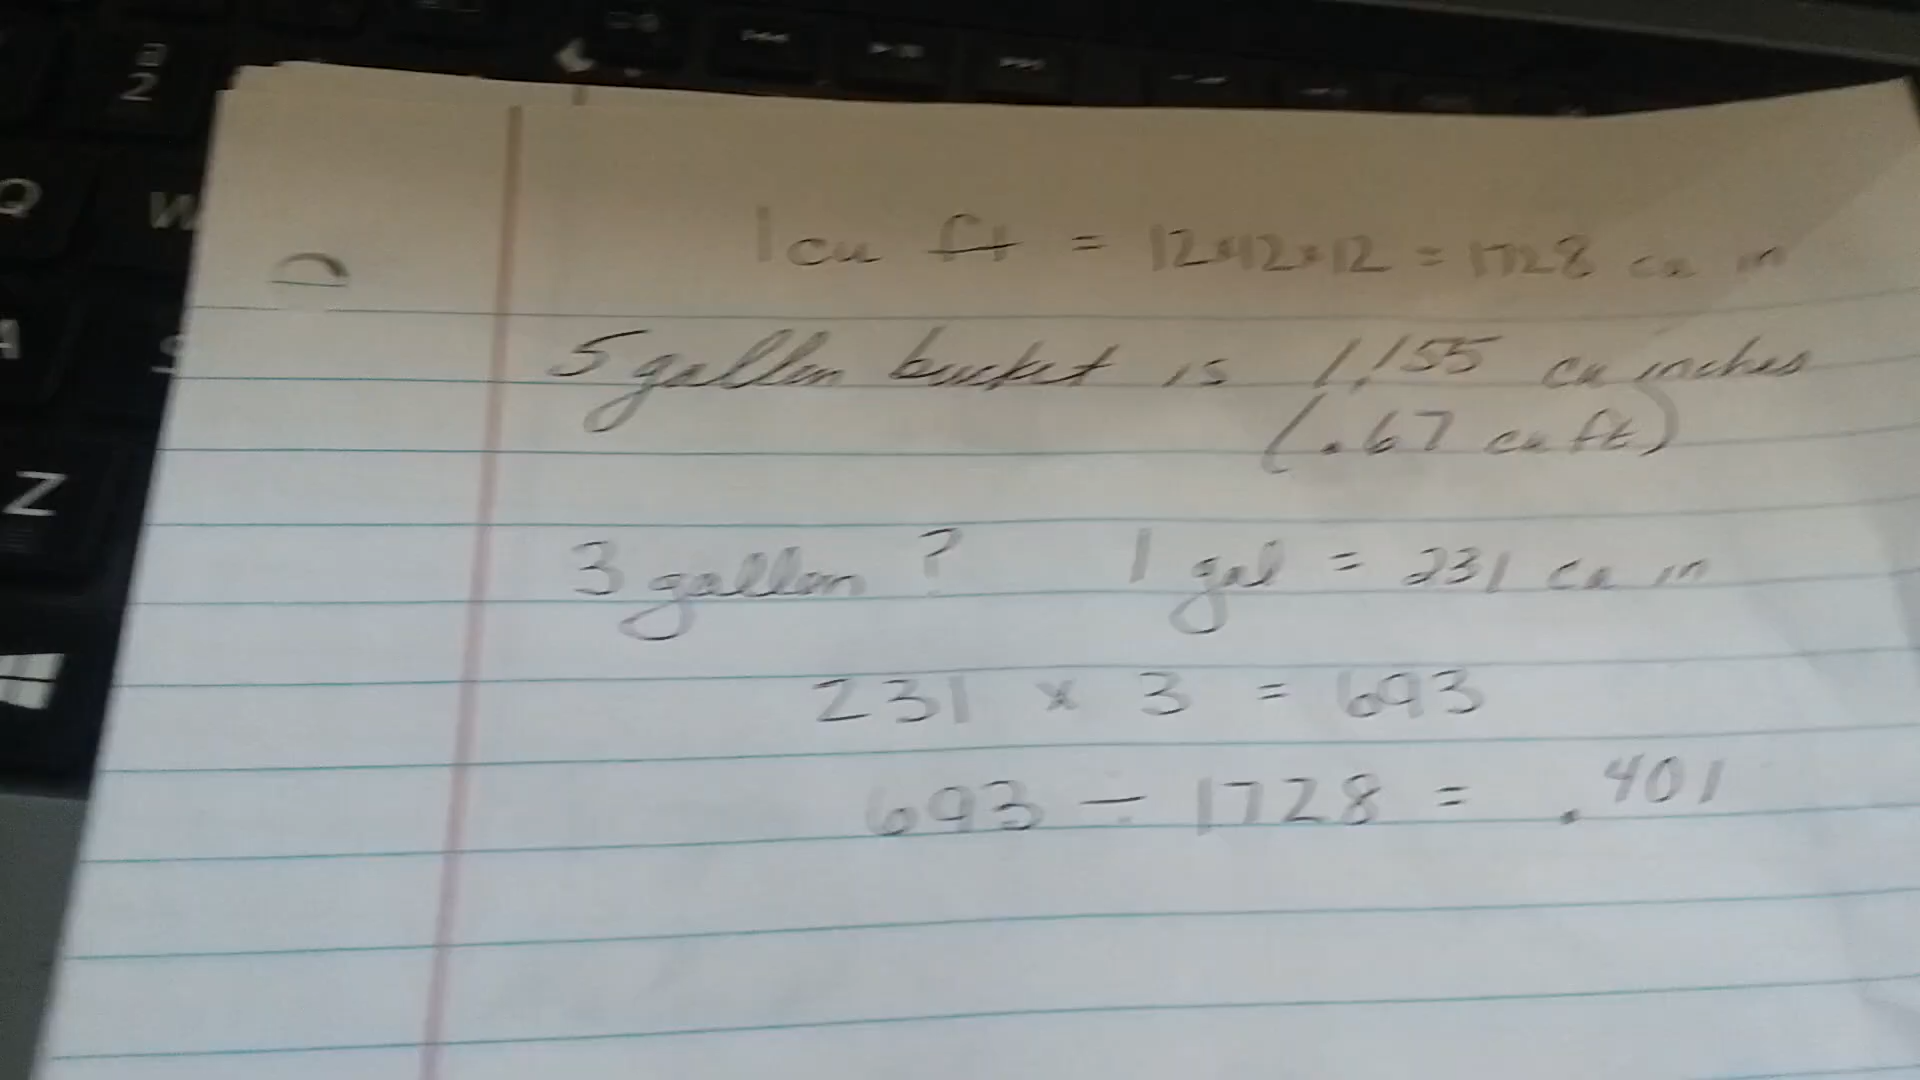 1 cu ft = 12x12x12 = 1728 cu in
5 gallon bucket is 1,155 cu inches
(.67 cu ft)
3 gallon ? 1 gal = 231 cu in
231 x 3 = 693
693 ÷ 1728 = .401
a
2
Q
W
A
S
Z